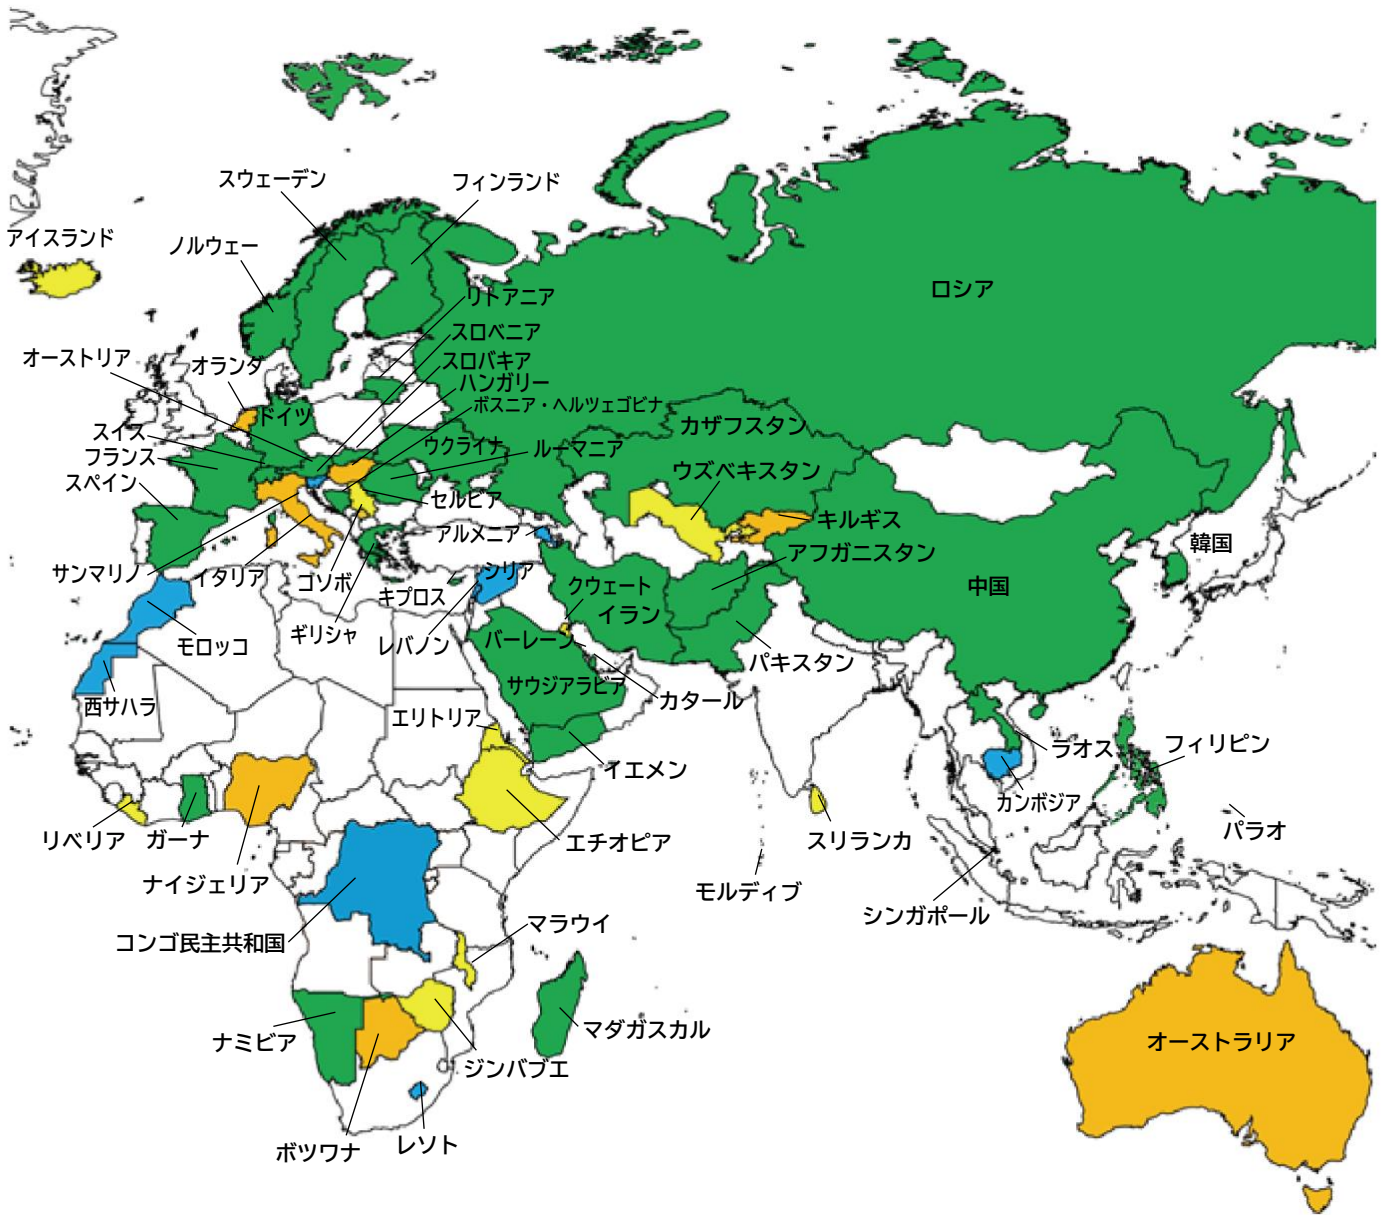 スウェーデン
フィンランド
アイスランド
ノルウェー
ロシア
リトアニア
スロベニア
オーストリア
オランダ
スロバキア
ハンガリー
ボスニア・ヘルツェゴビナ
ドイツ
カザフスタン
スイス
ウクライナ
ルーマニア
フランス
ウズベキスタン
スペイン
セルビア
キルギス
アルメニア
韓国
アフガニスタン
サンマリノ
イタリア
シリア
ゴソボ
キプロス
クウェート
中国
イラン
ギリシャ
モロッコ
レバノン
バーレーン
パキスタン
サウジアラビア
カタール
西サハラ
エリトリア
ラオス
フィリピン
イエメン
カンボジア
リベリア
ガーナ
エチオピア
スリランカ
パラオ
ナイジェリア
モルディブ
シンガポール
マラウイ
コンゴ民主共和国
マダガスカル
ナミビア
オーストラリア
ジンバブエ
ボツワナ
レソト